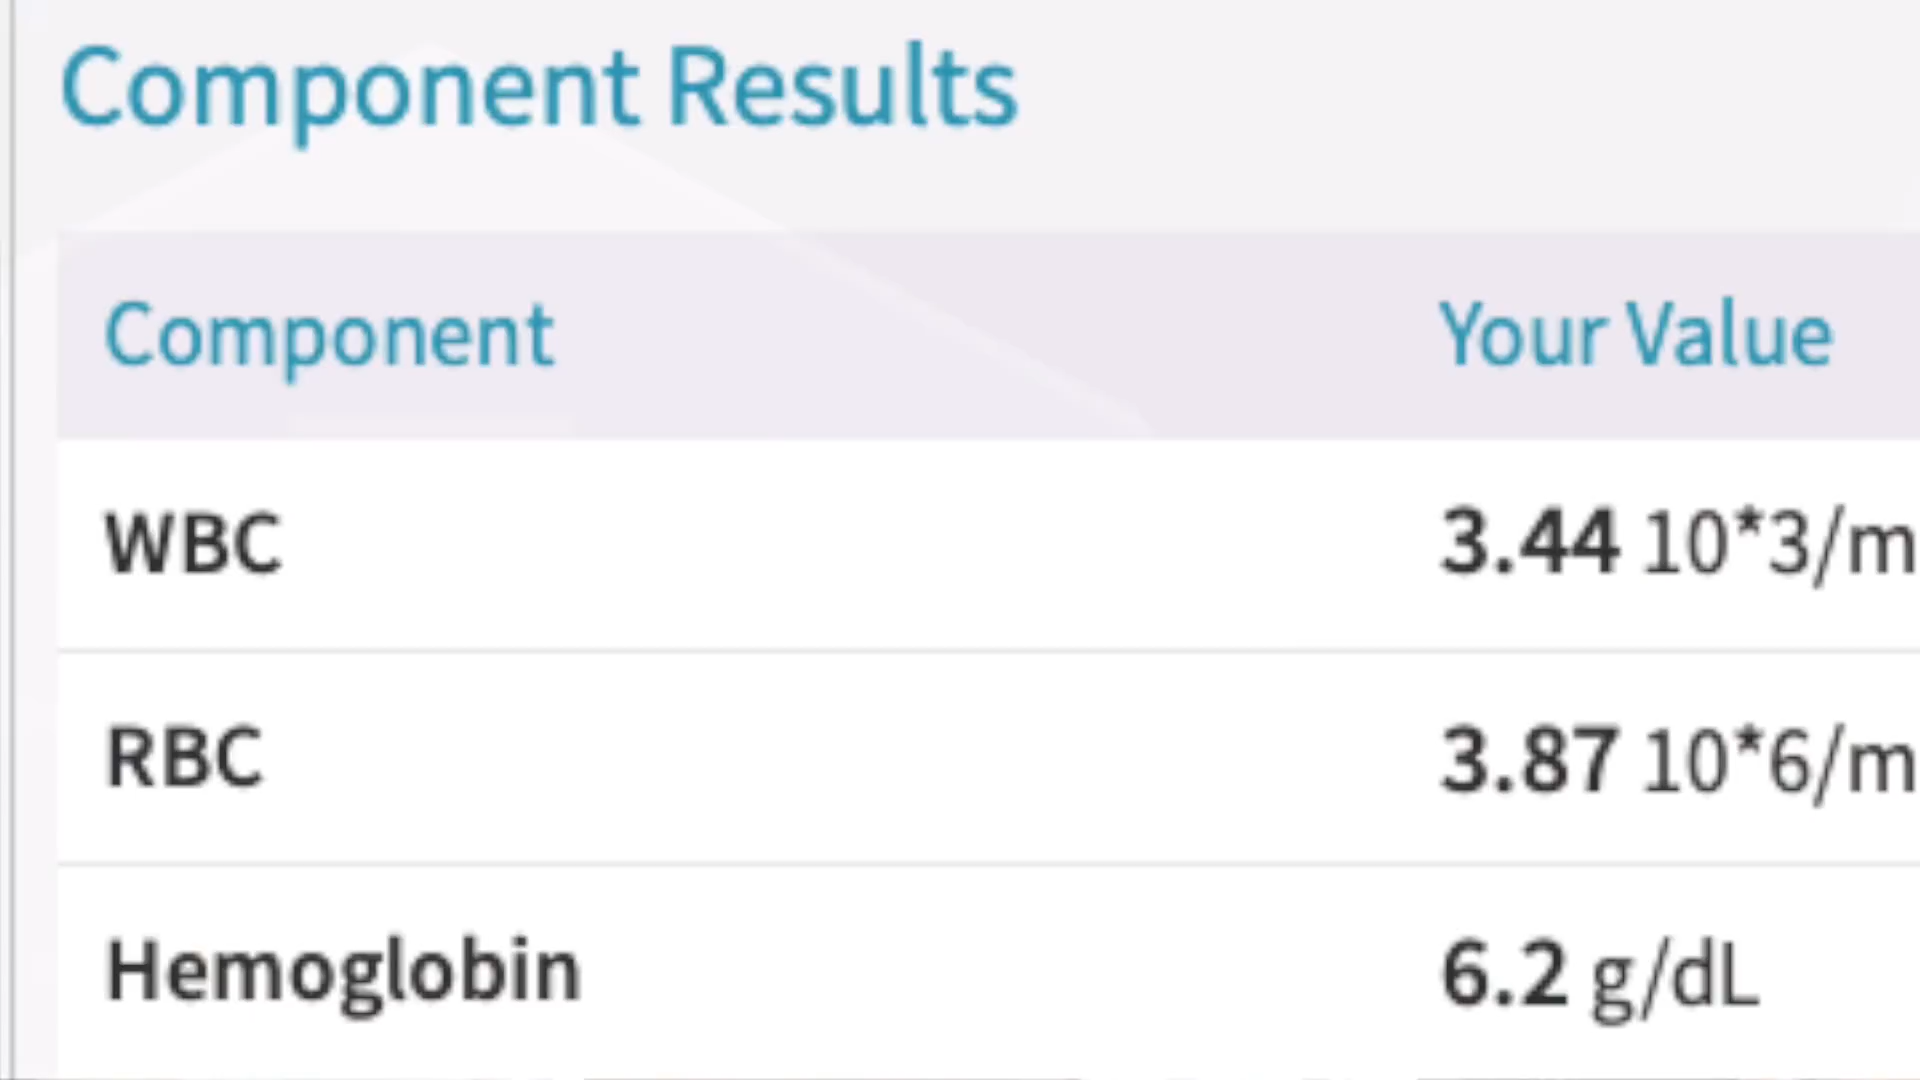 Component Results
Component Your Value
WBC 3.44 10*3/m
RBC 3.87 10*6/m
Hemoglobin 6.2 g/dL